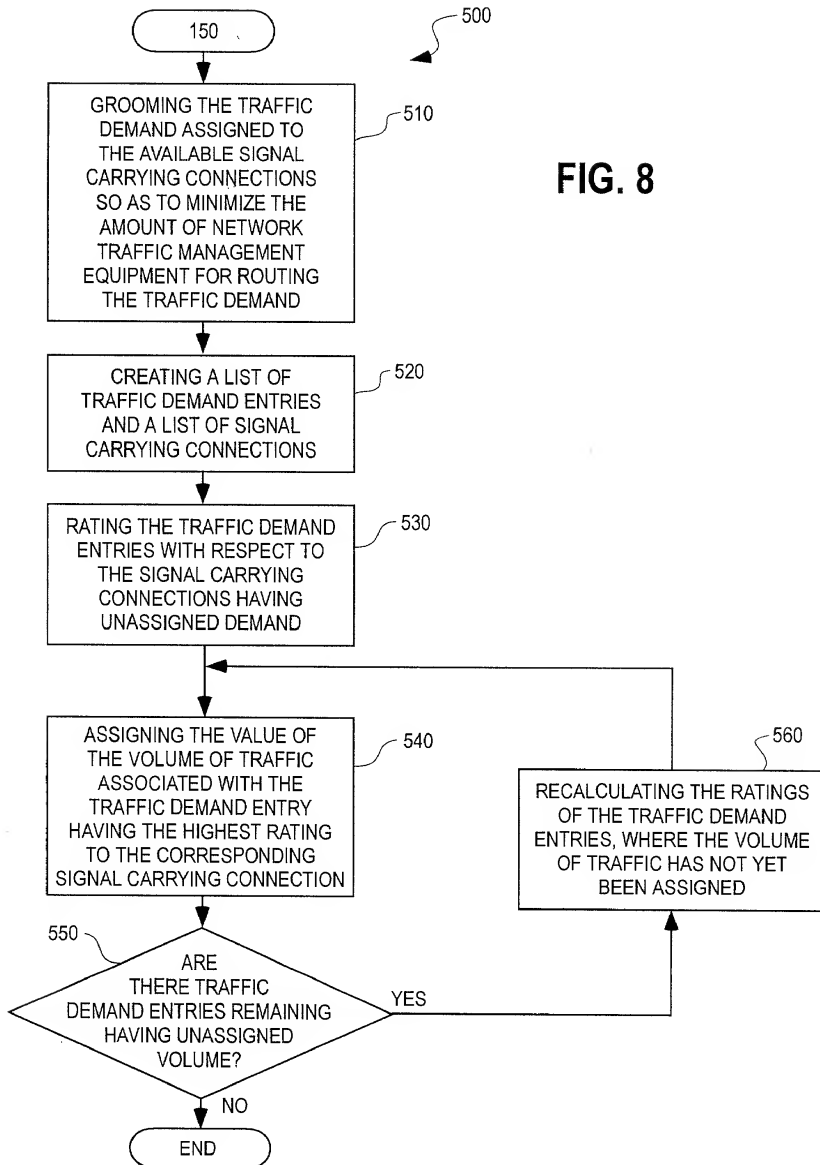 150
500
GROOMING THE TRAFFIC
DEMAND ASSIGNED TO
THE AVAILABLE SIGNAL
CARRYING CONNECTIONS
SO AS TO MINIMIZE THE
AMOUNT OF NETWORK
TRAFFIC MANAGEMENT
EQUIPMENT FOR ROUTING
THE TRAFFIC DEMAND
510
FIG. 8
CREATING A LIST OF
TRAFFIC DEMAND ENTRIES
AND A LIST OF SIGNAL
CARRYING CONNECTIONS
520
RATING THE TRAFFIC DEMAND
ENTRIES WITH RESPECT TO
THE SIGNAL CARRYING
CONNECTIONS HAVING
UNASSIGNED DEMAND
530
ASSIGNING THE VALUE OF
THE VOLUME OF TRAFFIC
ASSOCIATED WITH THE
TRAFFIC DEMAND ENTRY
HAVING THE HIGHEST RATING
TO THE CORRESPONDING
SIGNAL CARRYING CONNECTION
540
560
RECALCULATING THE RATINGS
OF THE TRAFFIC DEMAND
ENTRIES, WHERE THE VOLUME
OF TRAFFIC HAS NOT YET
BEEN ASSIGNED
550
ARE
THERE TRAFFIC
DEMAND ENTRIES REMAINING
HAVING UNASSIGNED
VOLUME?
YES
NO
END